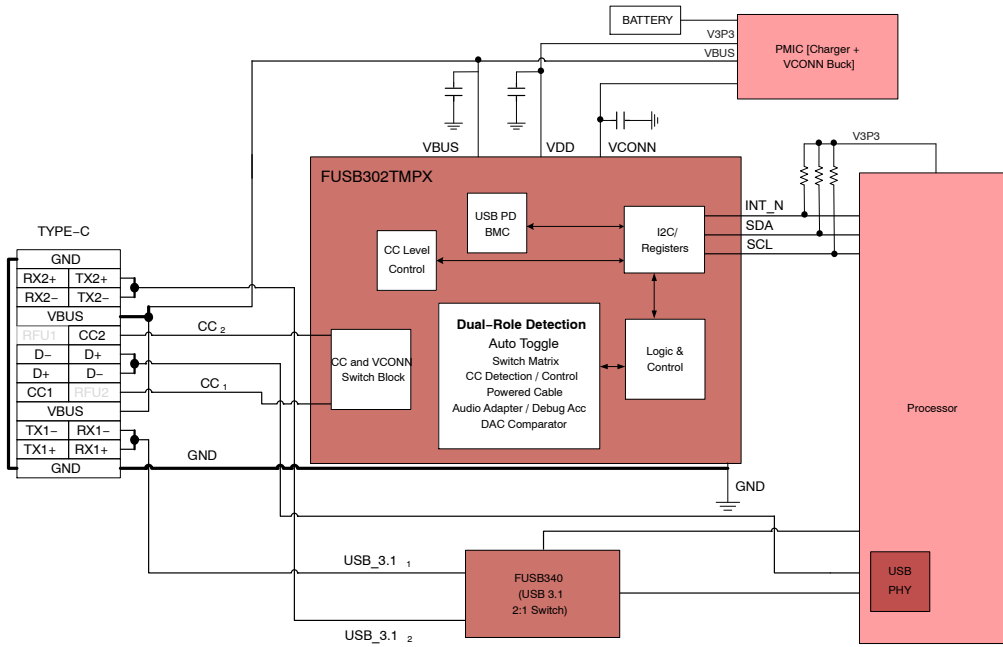 BATTERY
V3P3
VBUS
PMIC [Charger +
VCONN Buck]
VBUS
VDD
VCONN
V3P3
FUSB302TMPX
USB PD
BMC
I2C/
Registers
CC Level
Control
INT_N
SDA
SCL
TYPE-C
GND
RX2+ TX2+
RX2- TX2-
VBUS
RFU1 CC2
D- D+
D+ D-
CC1 RFU2
VBUS
TX1- RX1-
TX1+ RX1+
GND
CC 2
CC 1
GND
CC and VCONN
Switch Block
Dual-Role Detection
Auto Toggle
Switch Matrix
CC Detection / Control
Powered Cable
Audio Adapter / Debug Acc
DAC Comparator
Logic &
Control
Processor
GND
USB_3.1 1
USB_3.1 2
FUSB340
(USB 3.1
2:1 Switch)
USB
PHY